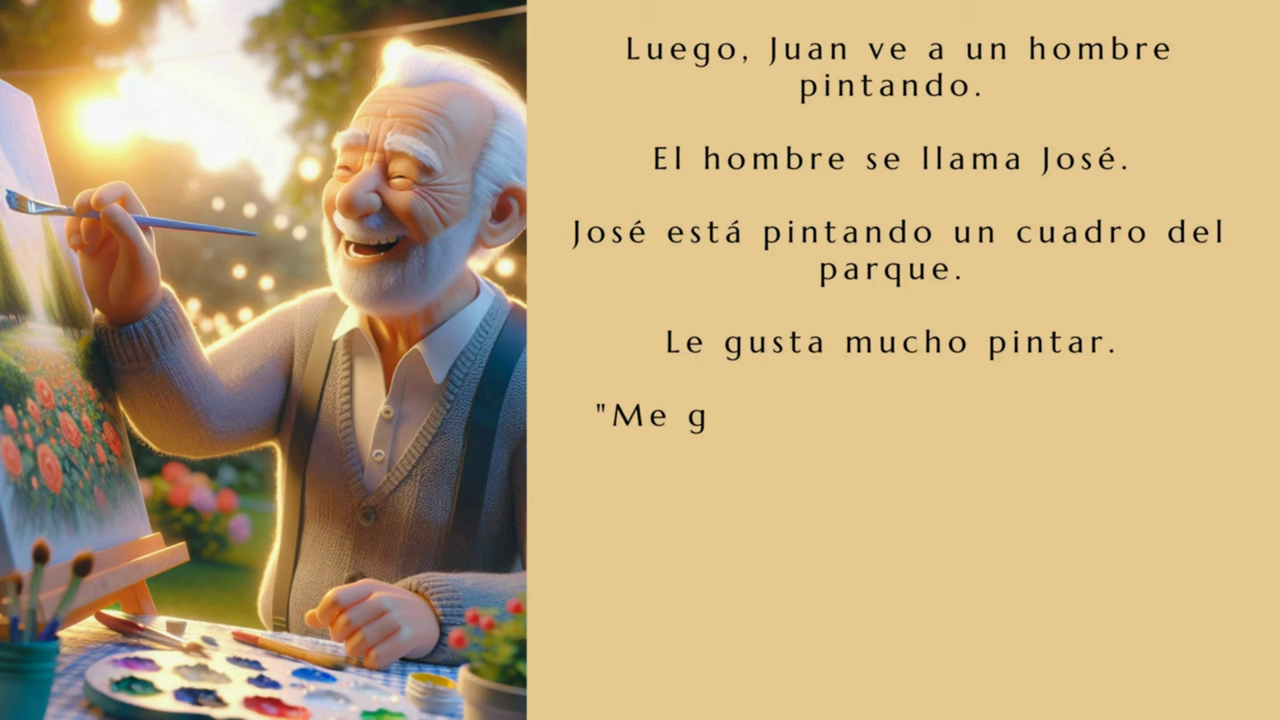 Luego, Juan ve a un hombre
pintando.
El hombre se llama José.
José está pintando un cuadro del
parque.
Le gusta mucho pintar.
"Me g